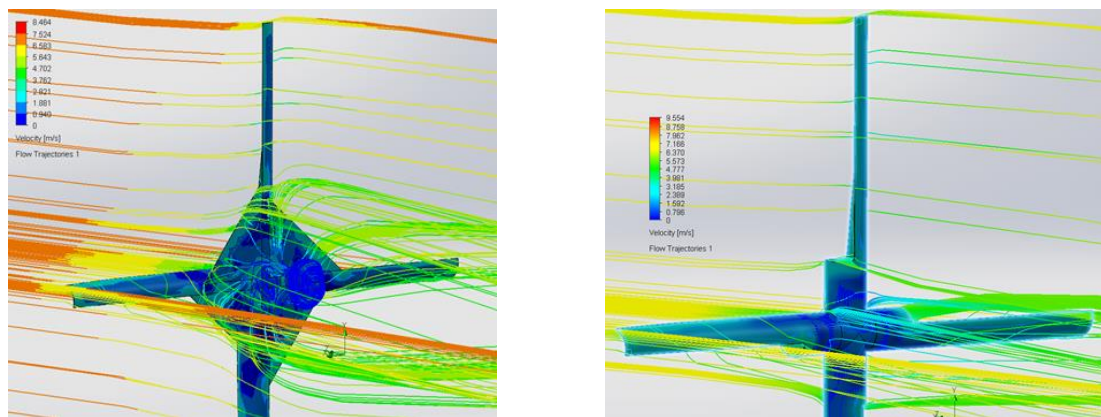 8.464
7.524
6.583
5.643
4.702
3.762
2.821
1.881
0.940
0
Velocity [m/s]
Flow Trajectories 1
Y
Z
9.554
8.758
7.962
7.166
6.370
5.573
4.777
3.981
3.185
2.389
1.592
0.796
0
Velocity [m/s]
Flow Trajectories 1
Y
Z